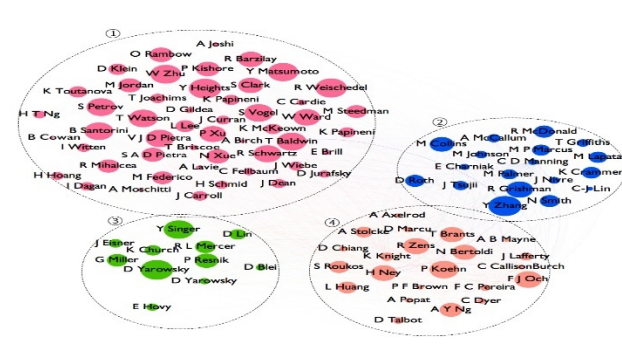 ①
A Joshi
O Rambow
R Barzilay
D Klein
P Kishore
W Zhu
Y Matsumoto
M Jordan
Y Heights
S Clark
R Weischedel
K Toutanova
T Joachims
K Papineni
C Cardie
S Petrov
D Gildea
S Vogel
M Steedman
H T Ng
T Watson
J Curran
W Ward
L Lee
K McKeown
B Santorini
P Xu
K Papineni
B Cowan
V J D Pietra
A Birch
T Baldwin
I Witten
T Briscoe
S A D Pietra
N Xue
R Schwartz
E Brill
R Mihalcea
A Lavie
J Wiebe
H Hoang
M Federico
C Fellbaum
D Jurafsky
I Dagan
A Moschitti
H Schmid
J Dean
J Carroll
②
R McDonald
A McCallum
T Griffiths
M Collins
M P Marcus
M Johnson
M Lapata
C D Manning
E Charniak
M Palmer
K Crammer
D Roth
J Tsujii
J Nivre
R Grishman
C-J-Lin
N Smith
Y Zhang
③
Y Singer
D Lin
J Eisner
K Church
R L Mercer
G Miller
P Resnik
D Yarowsky
D Blei
D Yarowsky
E Hovy
④
A Axelrod
A Stolcke
D Marcu
T Brants
A B Mayne
D Chiang
R Zens
K Knight
N Bertoldi
J Lafferty
S Roukos
H Ney
P Koehn
C CallisonBurch
F J Och
L Huang
P F Brown
F C Pereira
A Popat
C Dyer
A Y Ng
D Talbot